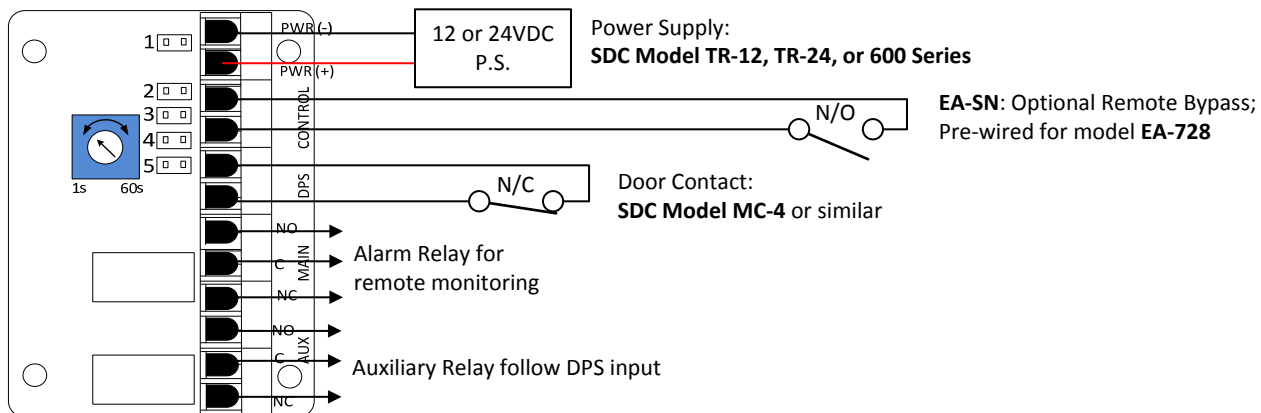 PWR (-)
1
PWR (+)
12 or 24VDC
P.S.
Power Supply:
SDC Model TR-12, TR-24, or 600 Series
2
3
4
5
1s 60s
CONTROL
N/O
EA-SN: Optional Remote Bypass;
Pre-wired for model EA-728
DPS
N/C
Door Contact:
SDC Model MC-4 or similar
NO
C
NC
MAIN
Alarm Relay for
remote monitoring
NO
C
NC
AUX
Auxiliary Relay follow DPS input